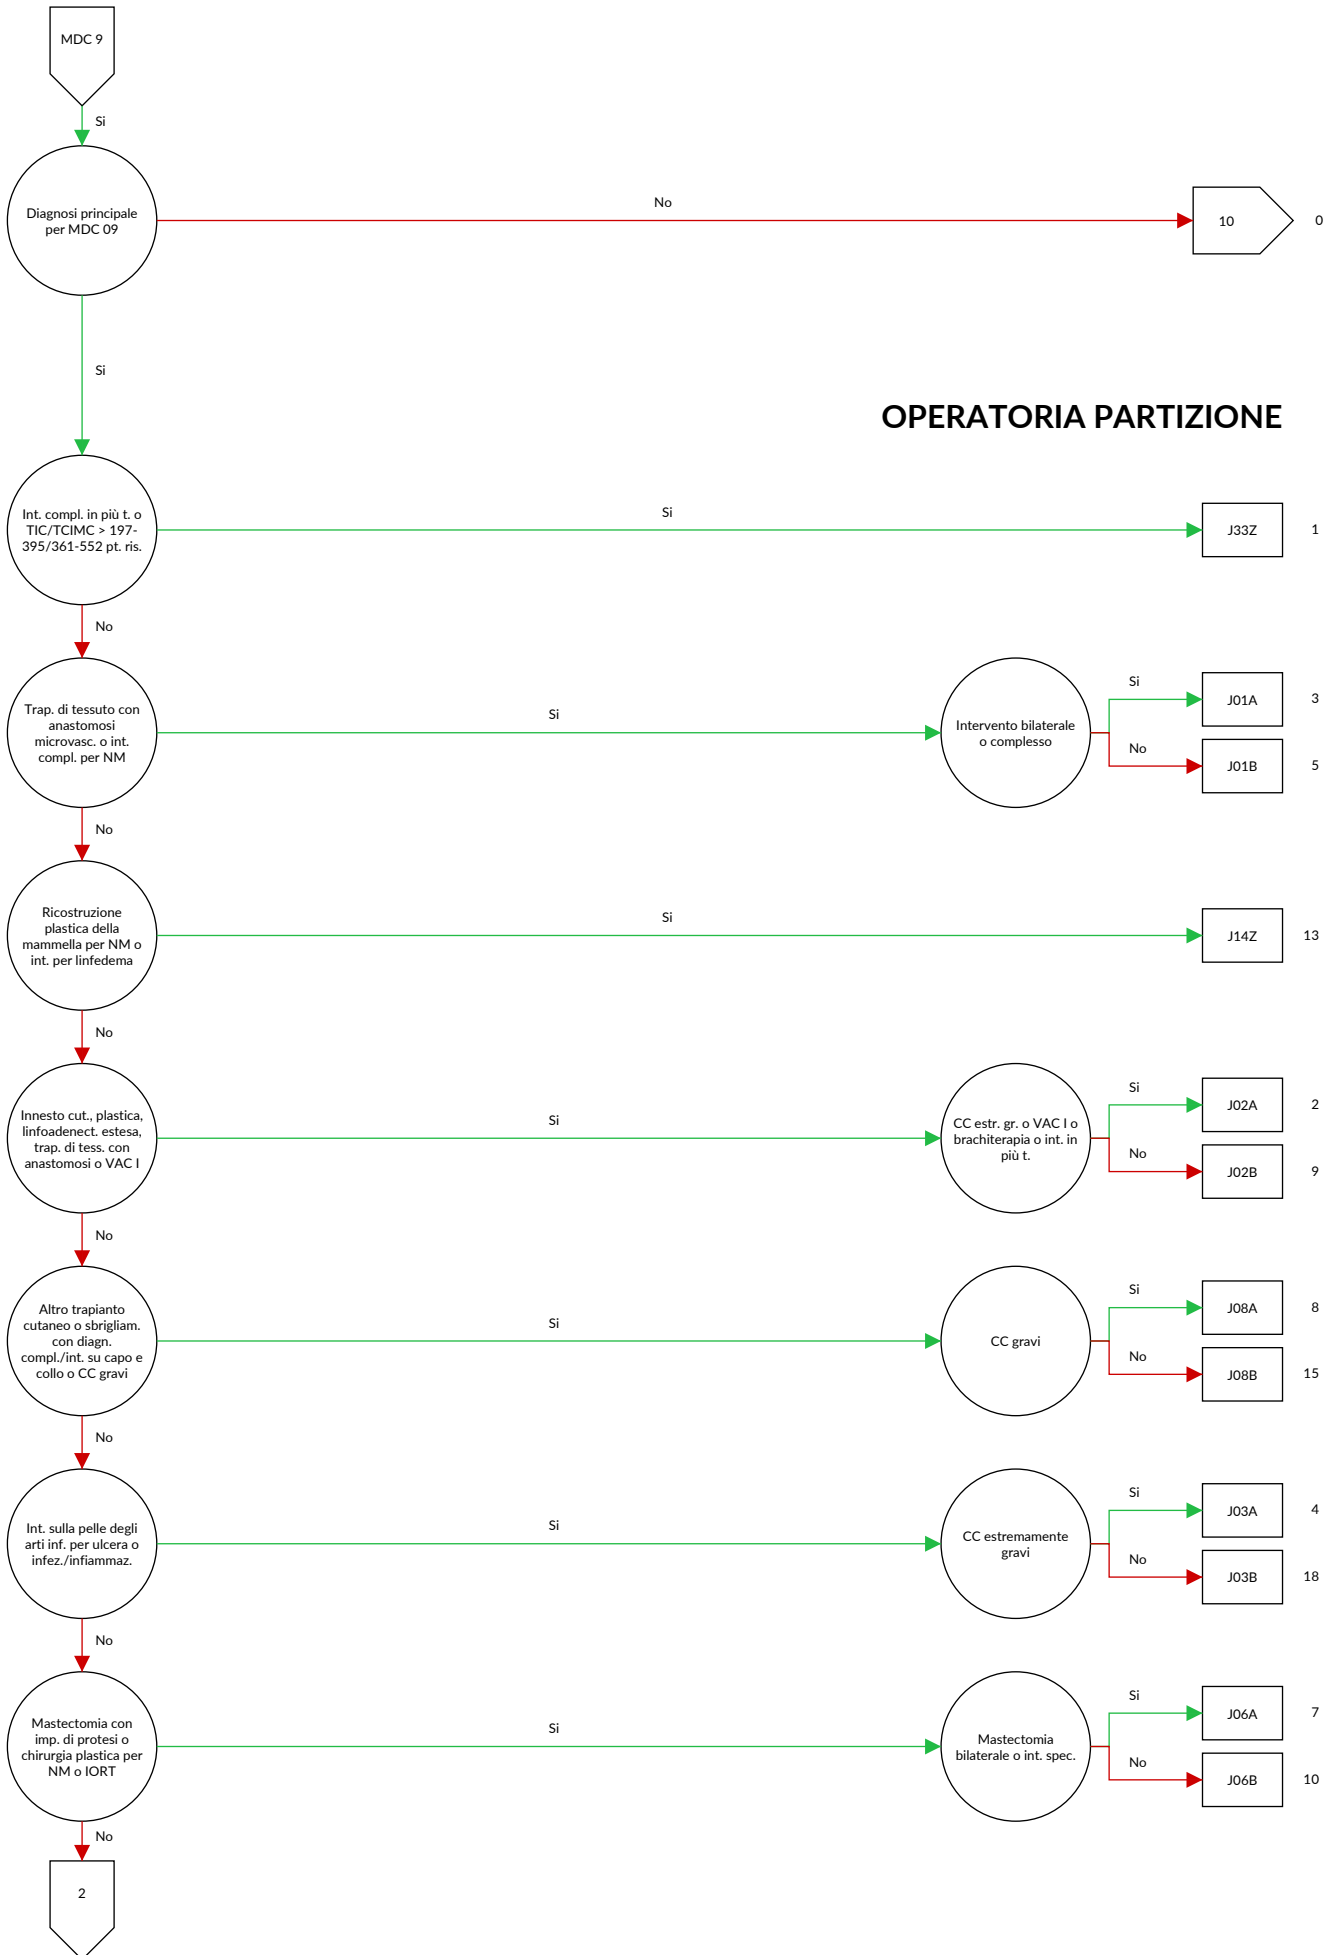 MDC 9
Si
Diagnosi principale
per MDC 09
No
10
0
Si
OPERATORIA PARTIZIONE
Int. compl. in più t. o
TIC/TCIMC > 197-
395/361-552 pt. ris.
Si
J33Z
1
No
Trap. di tessuto con
anastomosi
microvasc. o int.
compl. per NM
Si
Intervento bilaterale
o complesso
Si
J01A
3
No
J01B
5
No
Ricostruzione
plastica della
mammella per NM o
int. per linfedema
Si
J14Z
13
No
Innesto cut., plastica,
linfoadenect. estesa,
trap. di tess. con
anastomosi o VAC I
Si
CC estr. gr. o VAC I o
brachiterapia o int. in
più t.
Si
J02A
2
No
J02B
9
No
Altro trapianto
cutaneo o sbrigliam.
con diagn.
compl./int. su capo e
collo o CC gravi
Si
CC gravi
Si
J08A
8
No
J08B
15
No
Int. sulla pelle degli
arti inf. per ulcera o
infez./infiammaz.
Si
CC estremamente
gravi
Si
J03A
4
No
J03B
18
No
Mastectomia con
imp. di protesi o
chirurgia plastica per
NM o IORT
Si
Mastectomia
bilaterale o int. spec.
Si
J06A
7
No
J06B
10
No
2